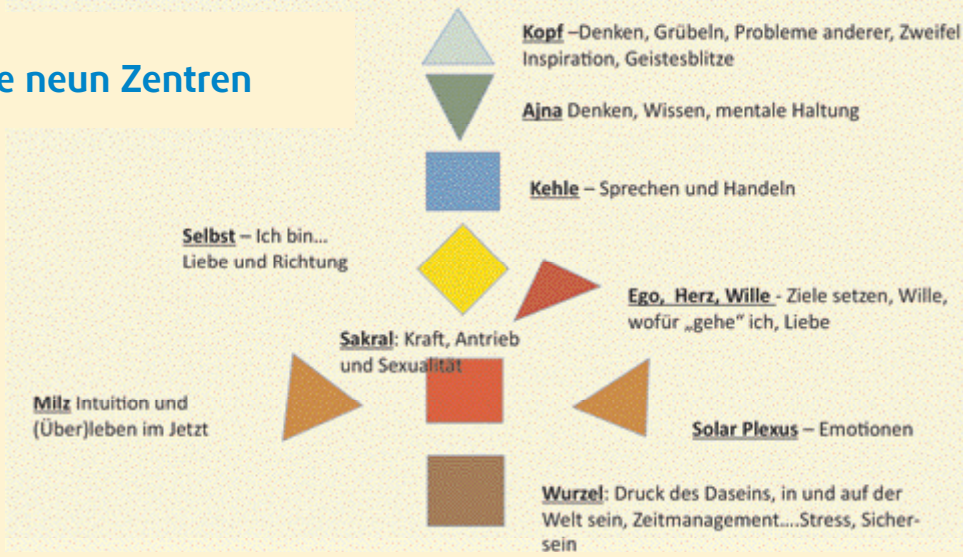 e neun Zentren
Kopf –Denken, Grübeln, Probleme anderer, Zweifel
Inspiration, Geistesblitze
Ajna Denken, Wissen, mentale Haltung
Kehle – Sprechen und Handeln
Selbst – Ich bin...
Liebe und Richtung
Ego, Herz, Wille - Ziele setzen, Wille,
wofür „gehe" ich, Liebe
Sakral: Kraft, Antrieb
und Sexualität
Milz Intuition und
(Über)leben im Jetzt
Solar Plexus – Emotionen
Wurzel: Druck des Daseins, in und auf der
Welt sein, Zeitmanagement....Stress, Sicher-
sein